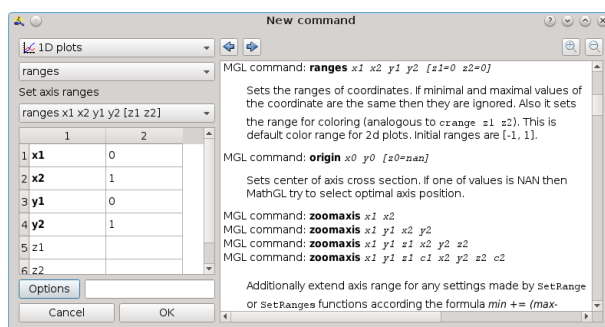 New command
1D plots
ranges
Set axis ranges
ranges x1 x2 y1 y2 [z1 z2]
1 2
1 x1 0
2 x2 1
3 y1 0
4 y2 1
5 z1
6 z2
Options
Cancel OK
MGL command: ranges x1 x2 y1 y2 [z1=0 z2=0]
Sets the ranges of coordinates. If minimal and maximal values of
the coordinate are the same then they are ignored. Also it sets
the range for coloring (analogous to crange z1 z2). This is
default color range for 2d plots. Initial ranges are [-1, 1].
MGL command: origin x0 y0 [z0=nan]
Sets center of axis cross section. If one of values is NAN then
MathGL try to select optimal axis position.
MGL command: zoomaxis x1 x2
MGL command: zoomaxis x1 y1 x2 y2
MGL command: zoomaxis x1 y1 z1 x2 y2 z2
MGL command: zoomaxis x1 y1 z1 c1 x2 y2 z2 c2
Additionally extend axis range for any settings made by SetRange
or SetRanges functions according the formula min += (max-